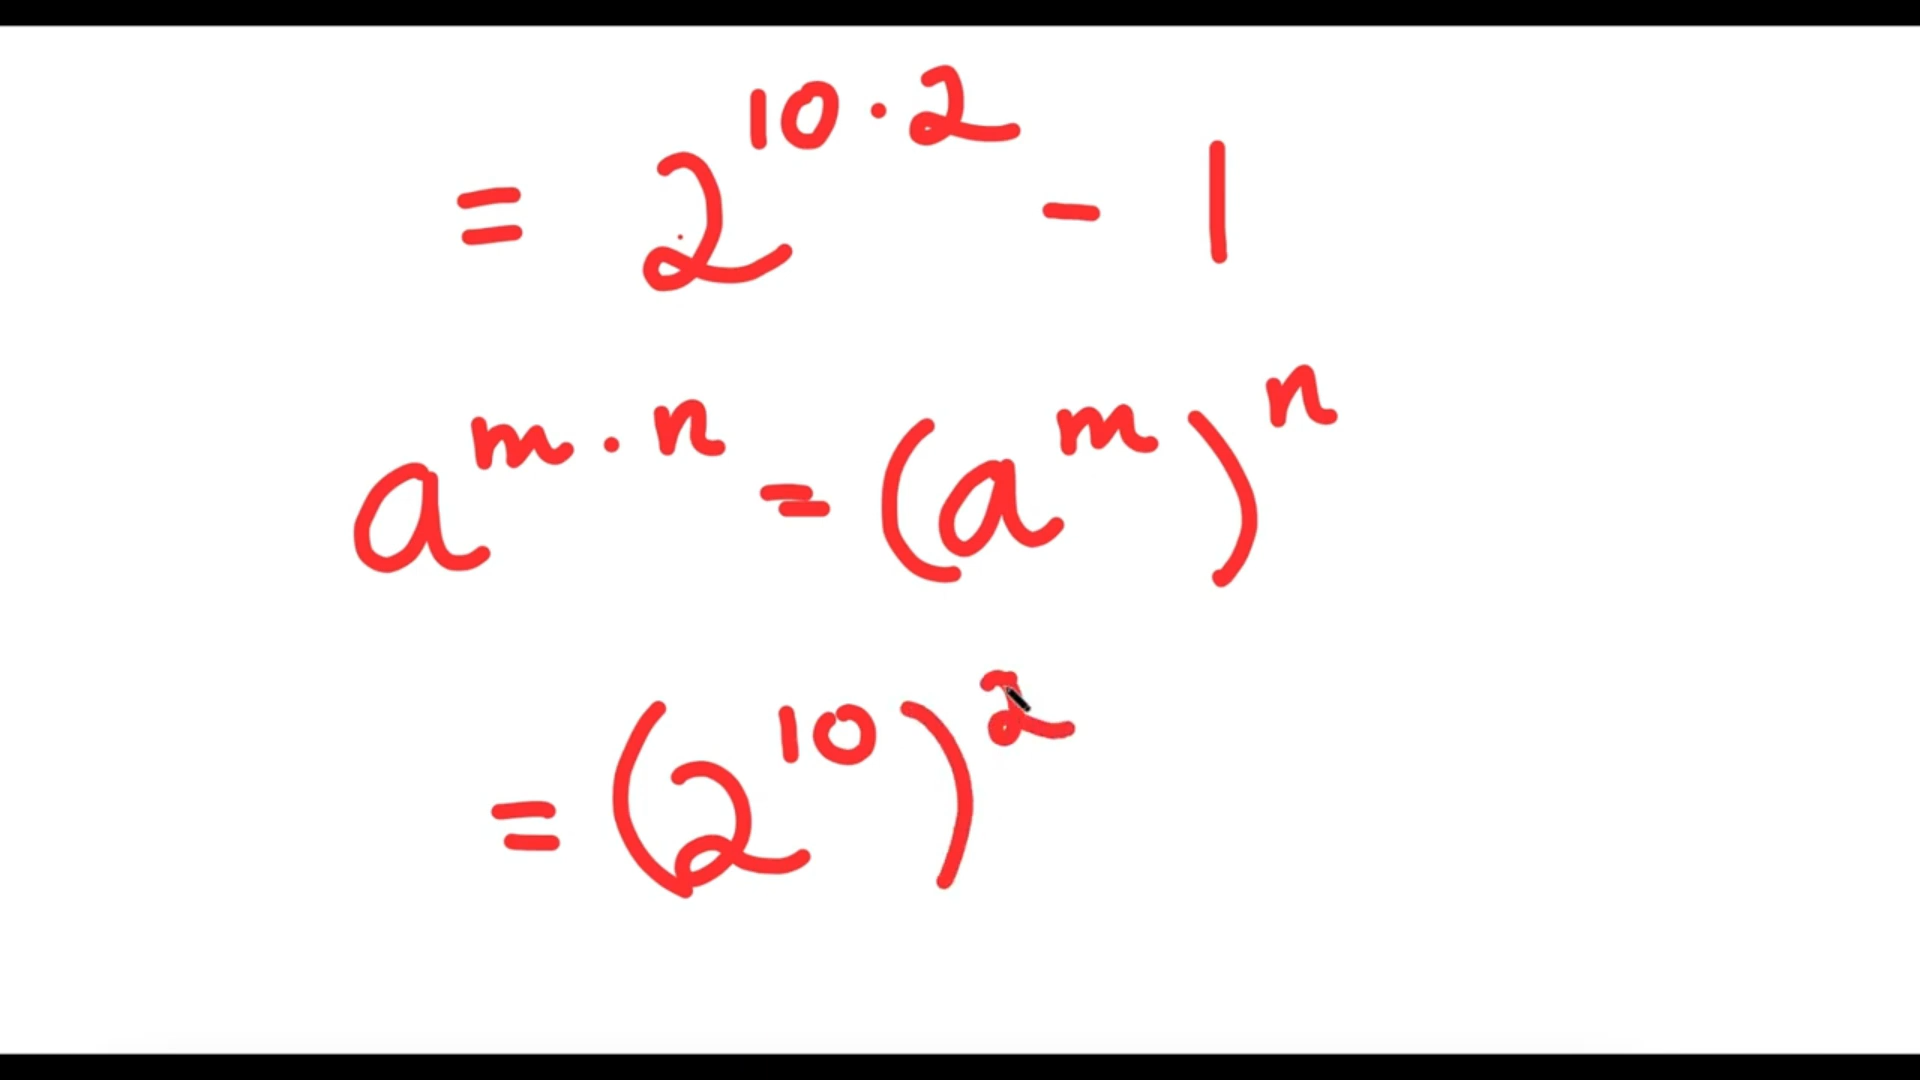 = 2^{10·2} - 1
a^{m·n} = (a^m)^n
= (2^{10})^2